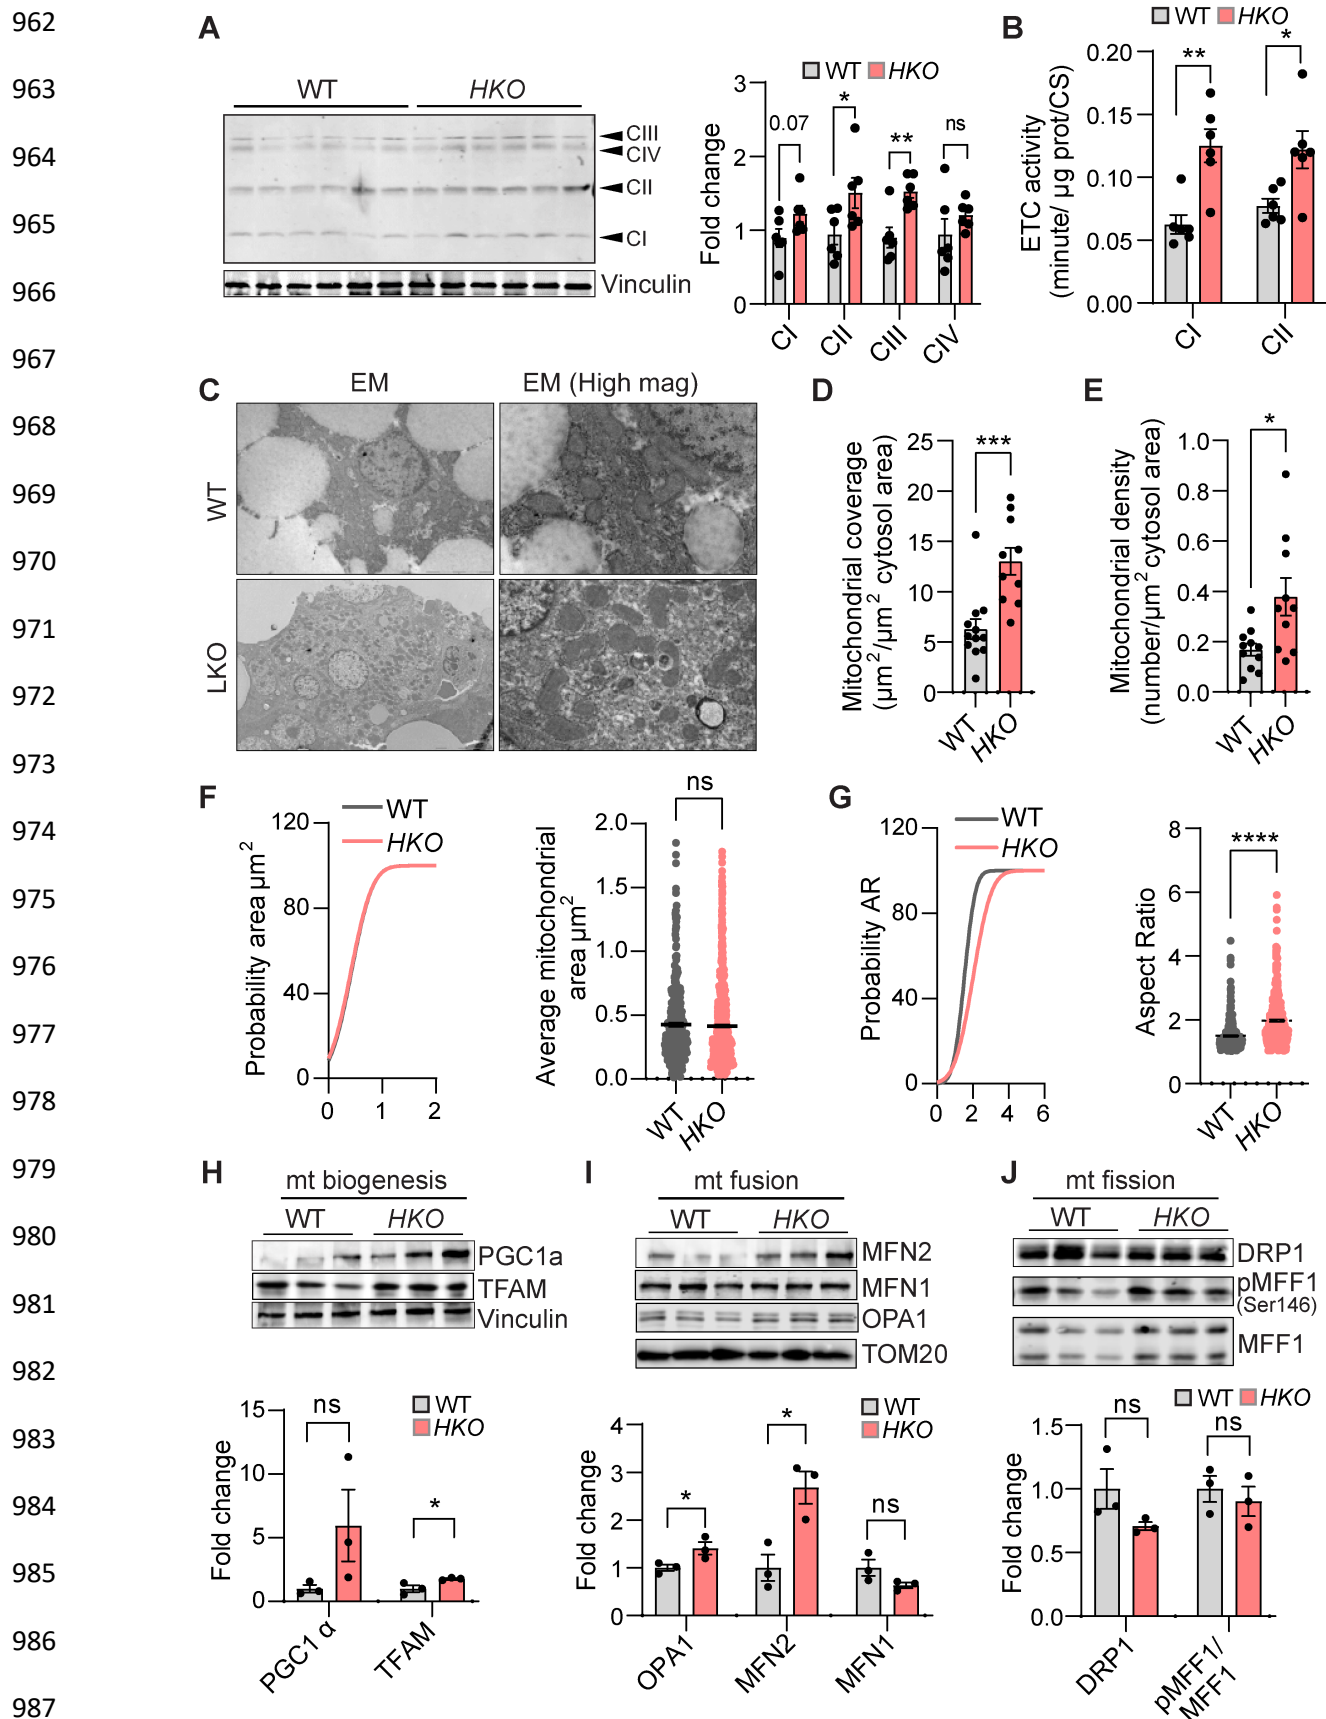 962
963
964
965
966
967
968
969
970
971
972
973
974
975
976
977
978
979
980
981
982
983
984
985
986
987
A
WT HKO
CIII
CIV
CII
CI
Vinculin
WT HKO
Fold change
3
2
1
0
0.07
*
**
ns
CI
CII
CIII
CIV
B
WT HKO
ETC activity
(minute/ µg prot/CS)
0.20
0.15
0.10
0.05
0.00
**
*
CI
CII
C
EM
EM (High mag)
WT
LKO
D
Mitochondrial coverage
(µm²/µm² cytosol area)
25
20
15
10
5
0
***
WT
HKO
E
Mitochondrial density
(number/µm² cytosol area)
1.0
0.8
0.6
0.4
0.2
0.0
*
WT
HKO
F
WT
HKO
Probability area µm²
120
80
40
0
0 1 2
Average mitochondrial
area µm²
2.0
1.5
1.0
0.5
0.0
ns
WT
HKO
G
WT
HKO
Probability AR
120
80
40
0
0 2 4 6
Aspect Ratio
8
6
4
2
0
****
WT
HKO
H
mt biogenesis
WT HKO
PGC1a
TFAM
Vinculin
WT
HKO
Fold change
15
10
5
0
ns
*
PGC1 α
TFAM
I
mt fusion
WT HKO
MFN2
MFN1
OPA1
TOM20
WT
HKO
Fold change
4
3
2
1
0
*
*
ns
OPA1
MFN2
MFN1
J
mt fission
WT HKO
DRP1
pMFF1
(Ser146)
MFF1
WT HKO
Fold change
1.5
1.0
0.5
0.0
ns
ns
DRP1
pMFF1/
MFF1